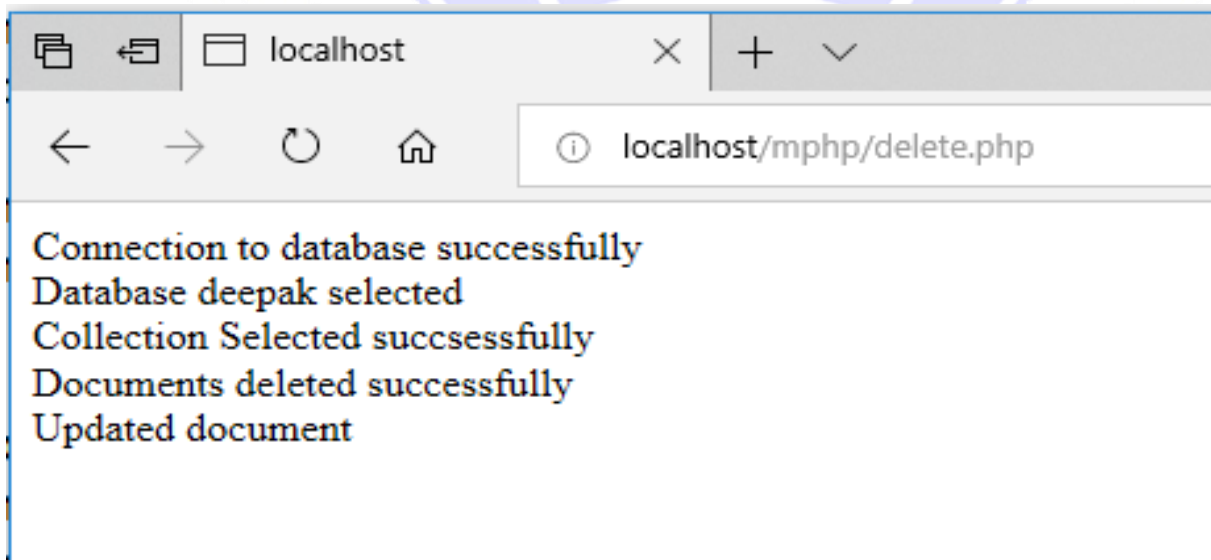 localhost
localhost/mphp/delete.php
Connection to database successfully
Database deepak selected
Collection Selected succsessfully
Documents deleted successfully
Updated document